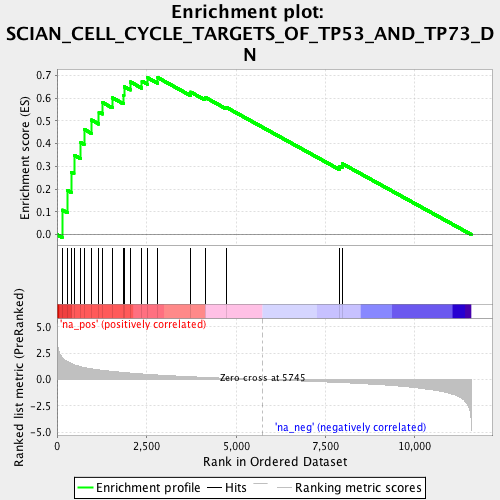 Enrichment plot:
SCIAN_CELL_CYCLE_TARGETS_OF_TP53_AND_TP73_D
N
Enrichment score (ES)
0.7
0.6
0.5
0.4
0.3
0.2
0.1
0.0
'na_pos' (positively correlated)
Ranked list metric (PreRanked)
5.0
2.5
0.0
-2.5
-5.0
Zero cross at 5745
'na_neg' (negatively correlated)
0
2,500
5,000
7,500
10,000
Rank in Ordered Dataset
Enrichment profile
Hits
Ranking metric scores